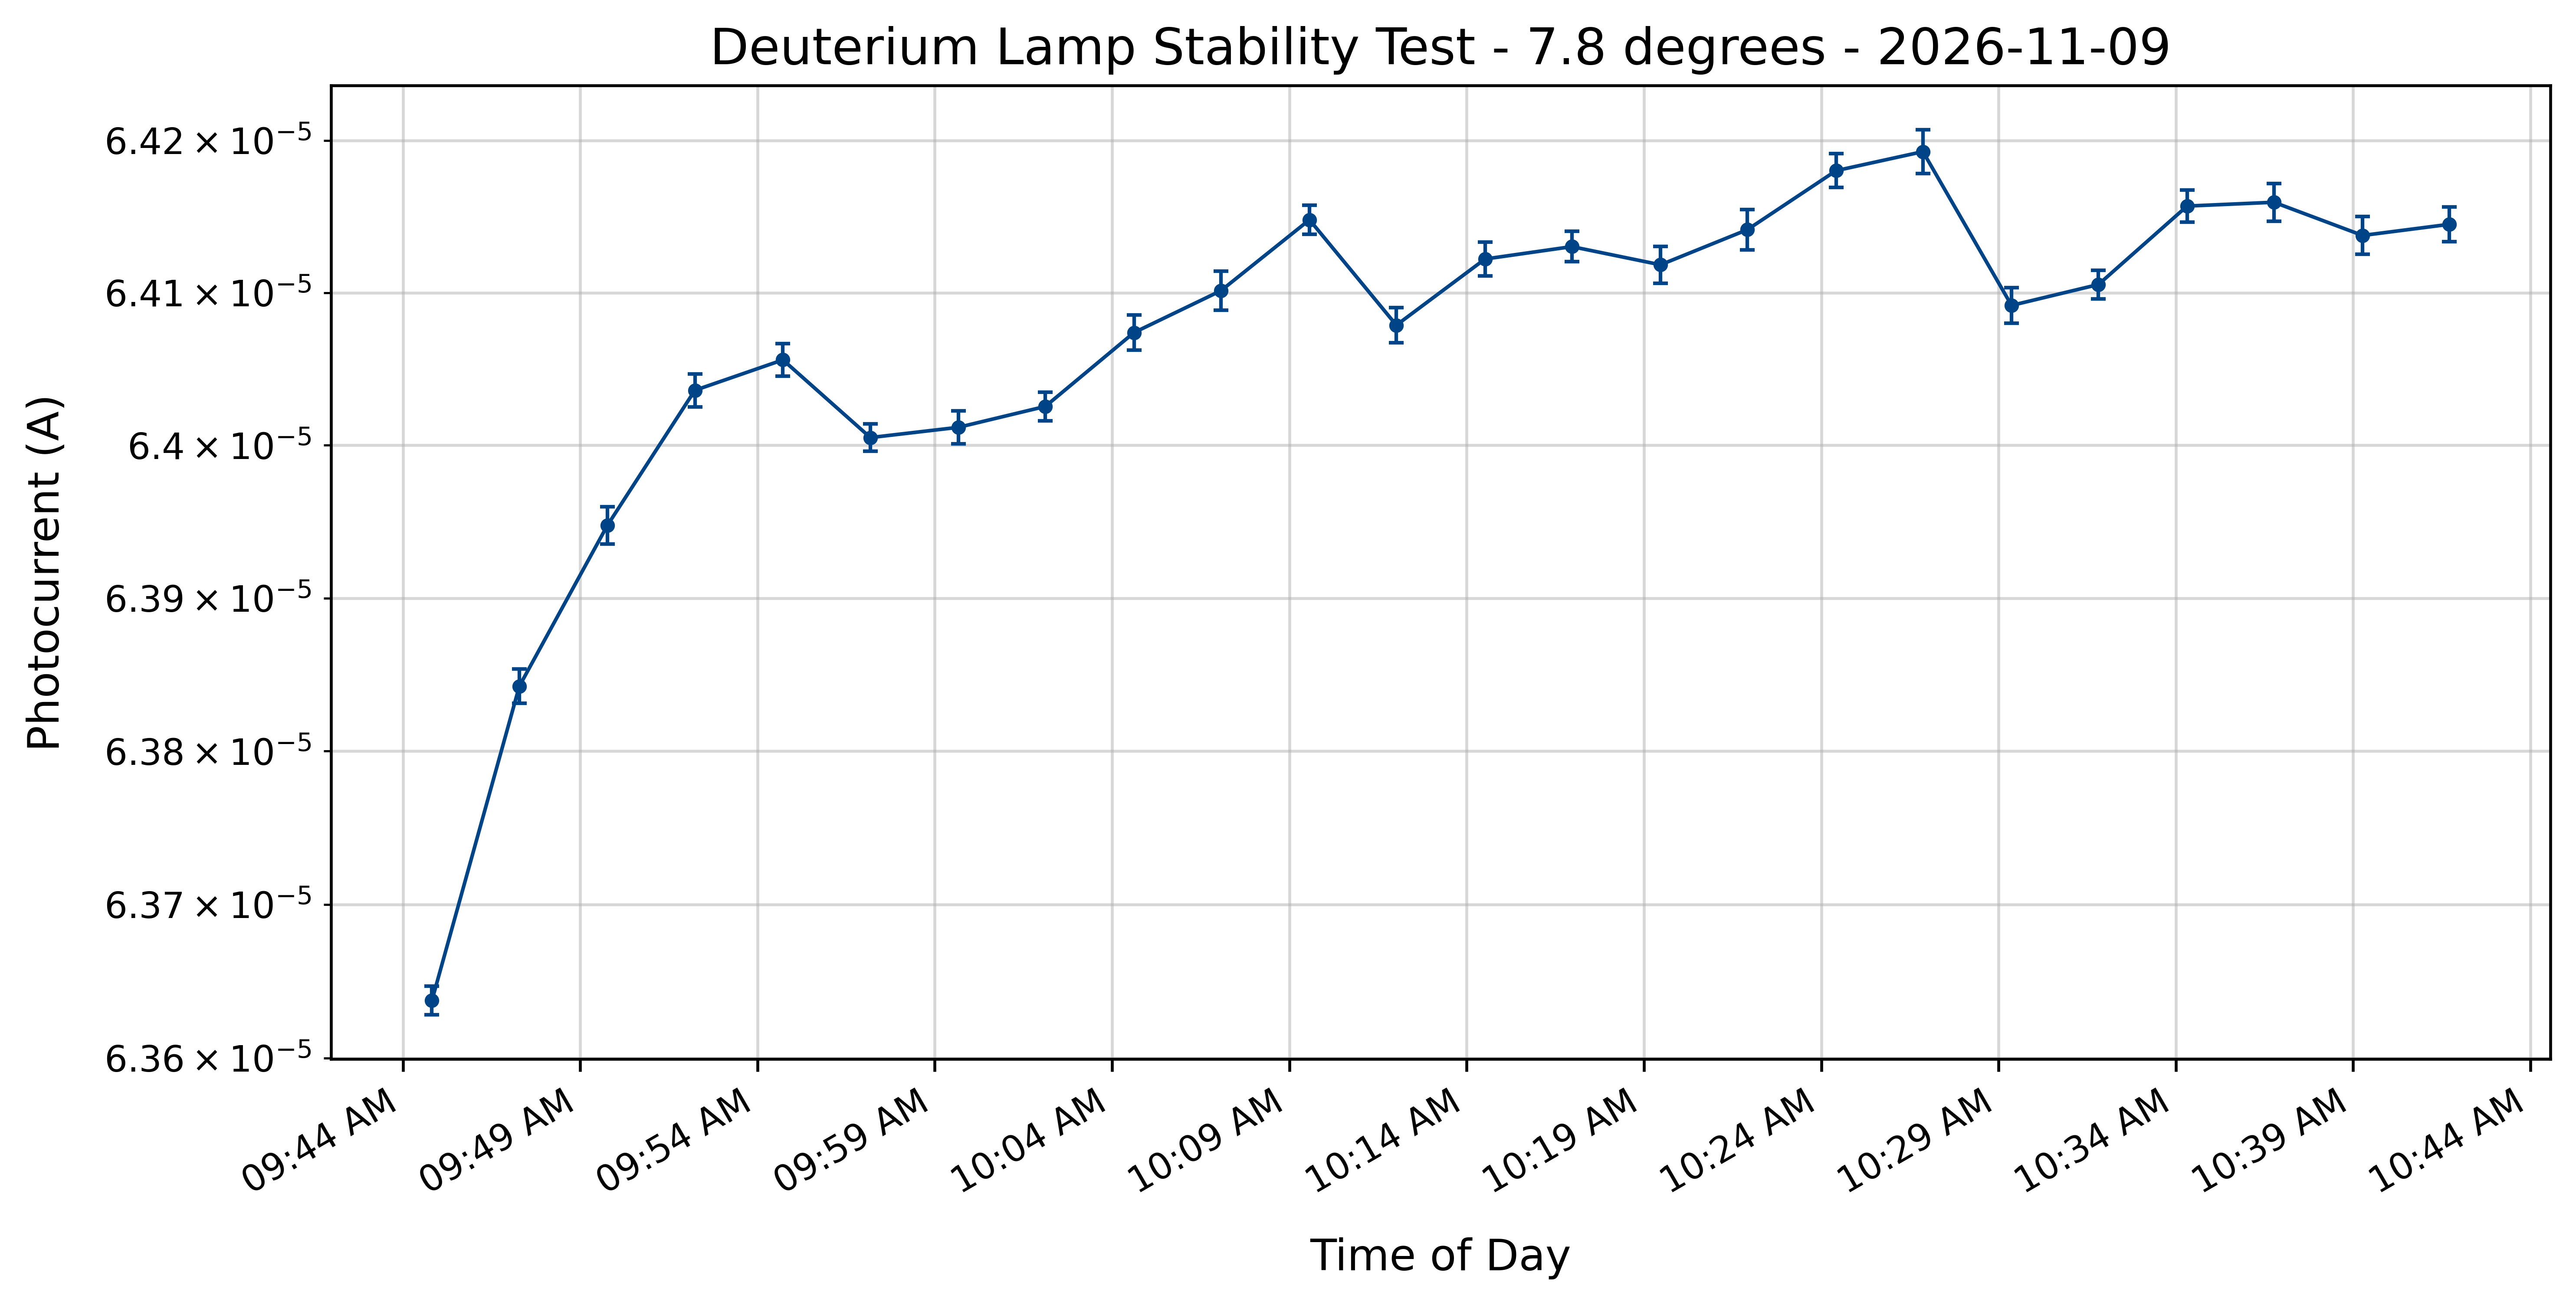 Deuterium Lamp Stability Test - 7.8 degrees - 2026-11-09
Photocurrent (A)
6.42 × 10⁻⁵
6.41 × 10⁻⁵
6.4 × 10⁻⁵
6.39 × 10⁻⁵
6.38 × 10⁻⁵
6.37 × 10⁻⁵
6.36 × 10⁻⁵
09:44 AM
09:49 AM
09:54 AM
09:59 AM
10:04 AM
10:09 AM
10:14 AM
10:19 AM
10:24 AM
10:29 AM
10:34 AM
10:39 AM
10:44 AM
Time of Day